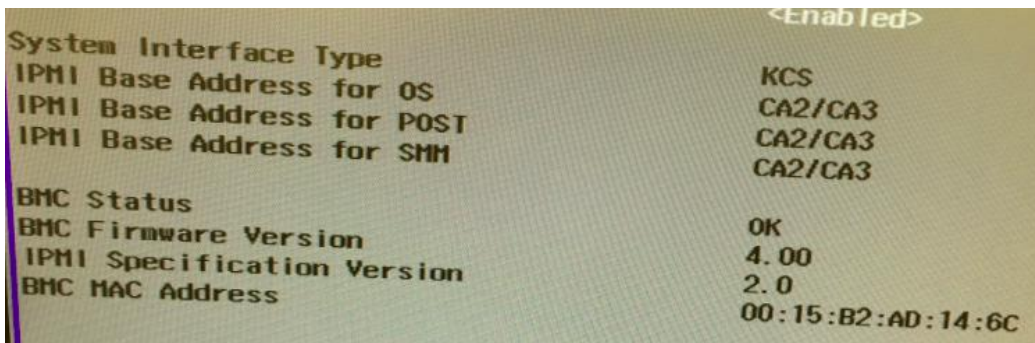 <Enabled>
System Interface Type KCS
IPMI Base Address for OS CA2/CA3
IPMI Base Address for POST CA2/CA3
IPMI Base Address for SMM CA2/CA3
BMC Status OK
BMC Firmware Version 4.00
IPMI Specification Version 2.0
BMC MAC Address 00:15:B2:AD:14:6C